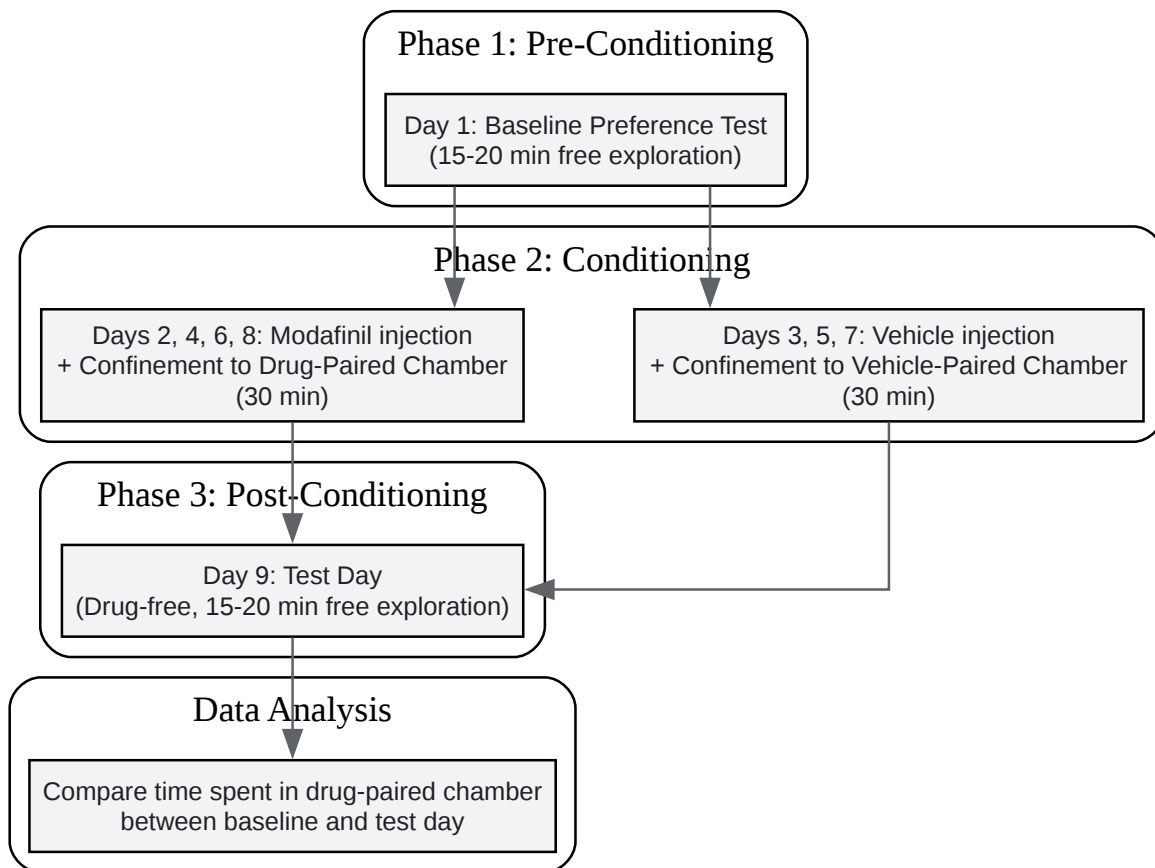 Phase 1: Pre-Conditioning
Day 1: Baseline Preference Test
(15-20 min free exploration)
Phase 2: Conditioning
Days 2, 4, 6, 8: Modafinil injection
+ Confinement to Drug-Paired Chamber
(30 min)
Days 3, 5, 7: Vehicle injection
+ Confinement to Vehicle-Paired Chamber
(30 min)
Phase 3: Post-Conditioning
Day 9: Test Day
(Drug-free, 15-20 min free exploration)
Data Analysis
Compare time spent in drug-paired chamber
between baseline and test day